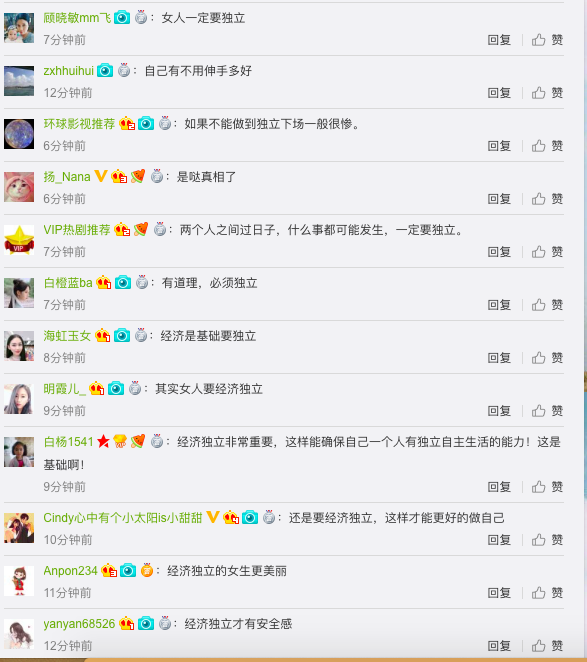 顾晓敏mm飞：女人一定要独立
7分钟前 回复 赞
zxhhuihui：自己有不用伸手多好
12分钟前 回复 赞
环球影视推荐：如果不能做到独立下场一般很惨。
6分钟前 回复 赞
扬_Nana：是哒真相了
6分钟前 回复 赞
VIP热剧推荐：两个人之间过日子，什么事都可能发生，一定要独立。
VIP
7分钟前 回复 赞
白橙蓝ba：有道理，必须独立
7分钟前 回复 赞
海虹玉女：经济是基础要独立
8分钟前 回复 赞
明霞儿_：其实女人要经济独立
9分钟前 回复 赞
白杨1541：经济独立非常重要，这样能确保自己一个人有独立自主生活的能力！这是
基础啊！
9分钟前 回复 赞
Cindy心中有个小太阳is小甜甜：还是要经济独立，这样才能更好的做自己
10分钟前 回复 赞
Anpon234：经济独立的女生更美丽
11分钟前 回复 赞
yanyan68526：经济独立才有安全感
12分钟前 回复 赞